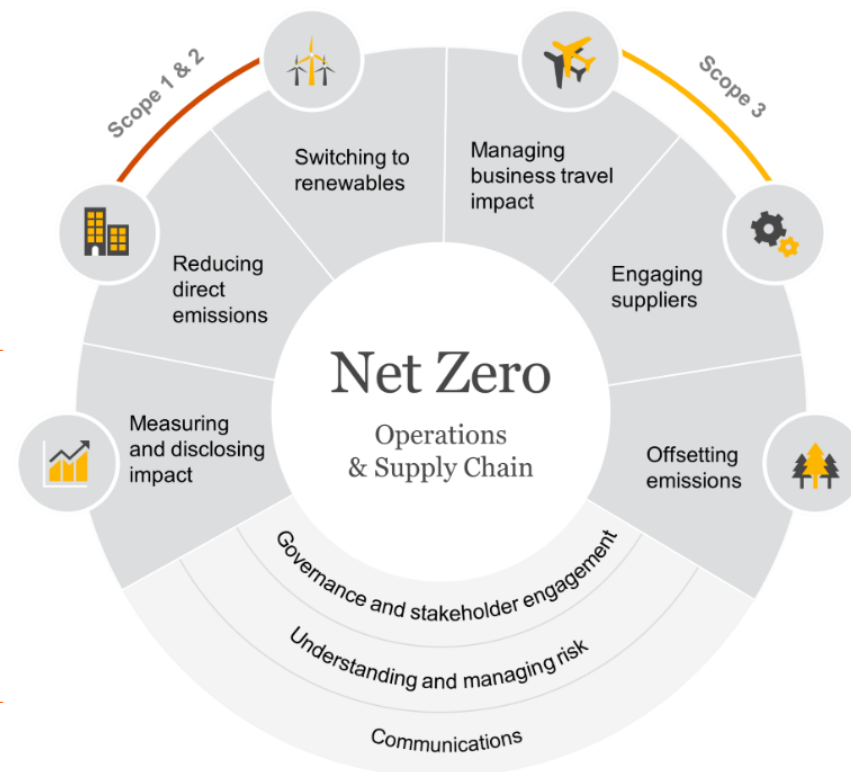 Scope 1 & 2
Scope 3
Switching to
renewables
Managing
business travel
impact
Reducing
direct
emissions
Engaging
suppliers
Net Zero
Operations
& Supply Chain
Measuring
and disclosing
impact
Offsetting
emissions
Governance and stakeholder engagement
Understanding and managing risk
Communications